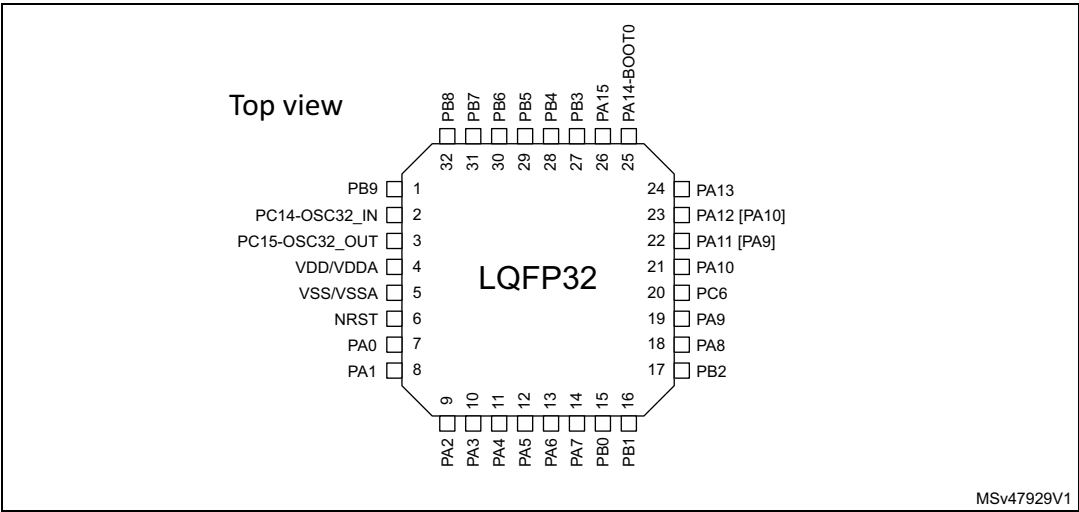 Top view
PB8
PB7
PB6
PB5
PB4
PB3
PA15
PA14-BOOT0
32
31
30
29
28
27
26
25
PB9 1
PC14-OSC32_IN 2
PC15-OSC32_OUT 3
VDD/VDDA 4
VSS/VSSA 5
NRST 6
PA0 7
PA1 8
LQFP32
24 PA13
23 PA12 [PA10]
22 PA11 [PA9]
21 PA10
20 PC6
19 PA9
18 PA8
17 PB2
9
10
11
12
13
14
15
16
PA2
PA3
PA4
PA5
PA6
PA7
PB0
PB1
MSv47929V1